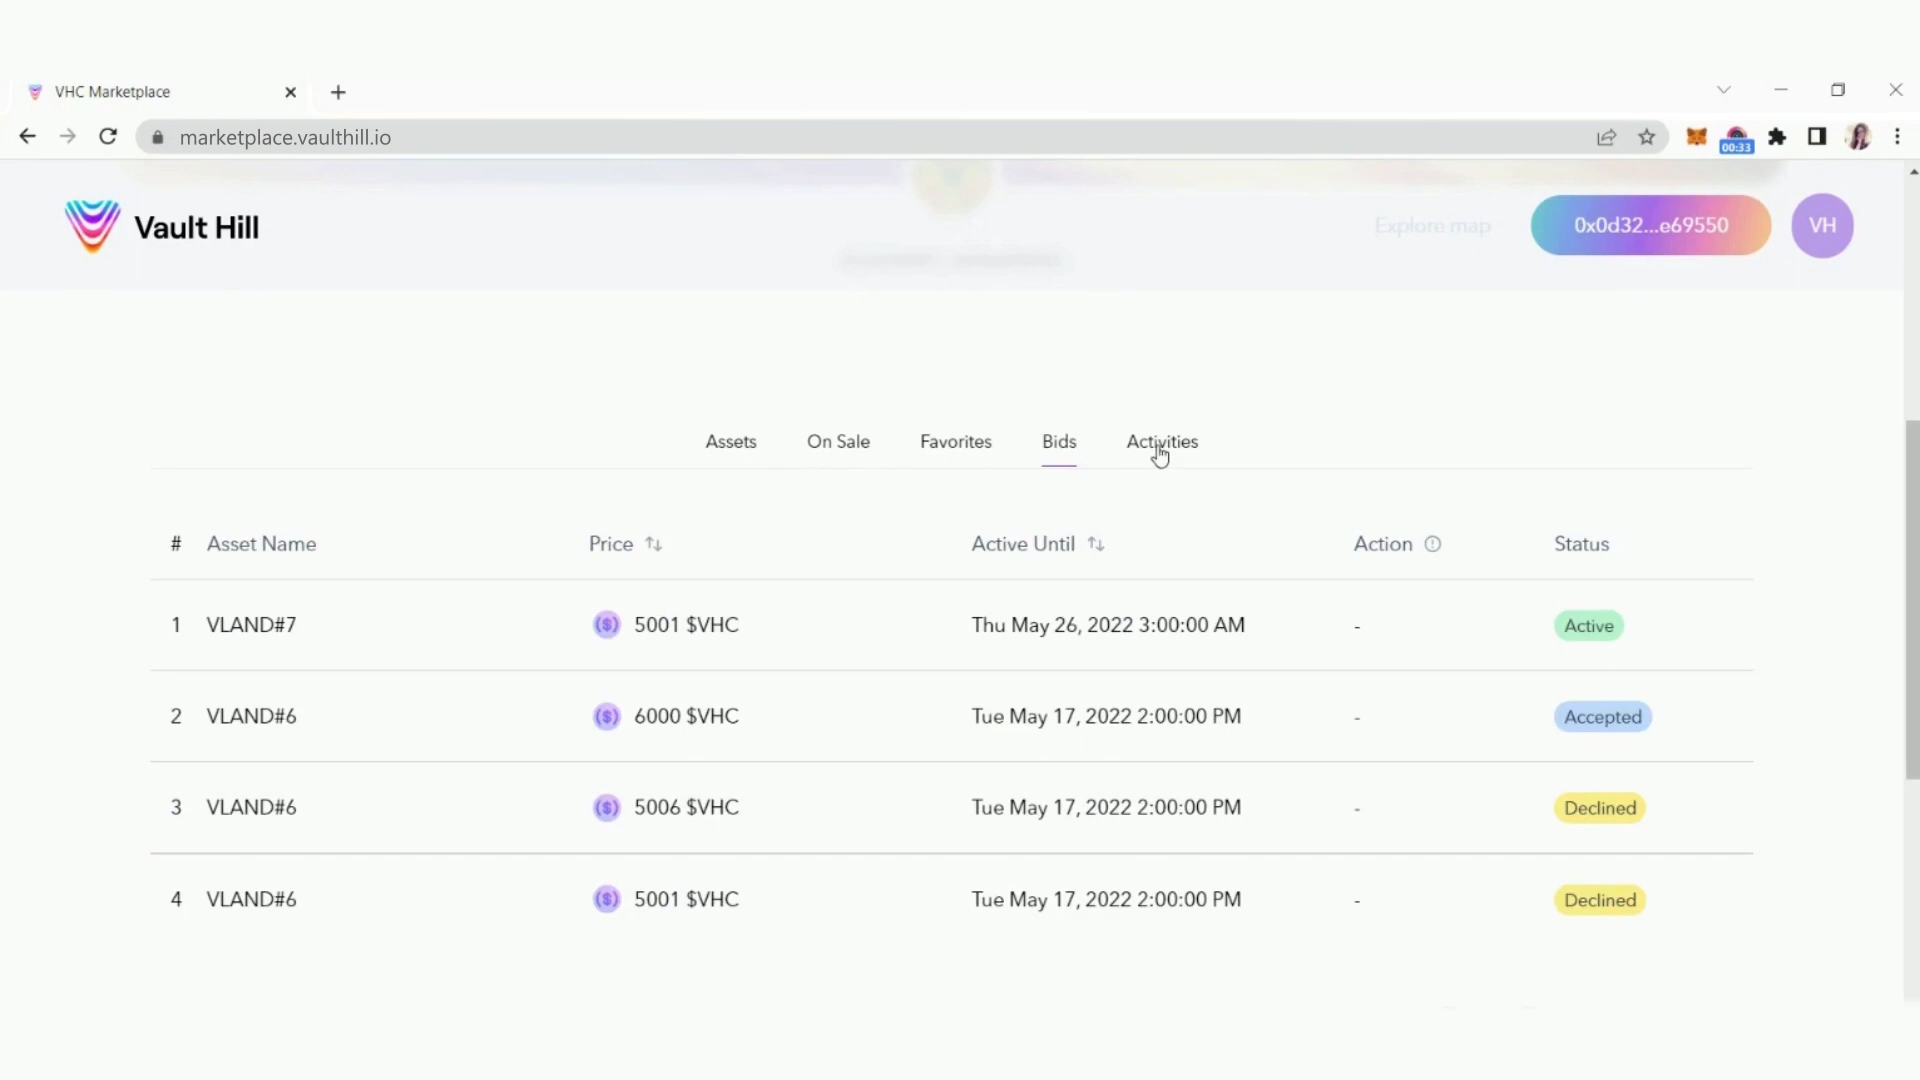 VHC Marketplace
marketplace.vaulthill.io
00:33
Vault Hill
Explore map
0x0d32...e69550
VH
Assets On Sale Favorites Bids Activities
# Asset Name Price Active Until Action Status
1 VLAND#7 ($) 5001 $VHC Thu May 26, 2022 3:00:00 AM - Active
2 VLAND#6 ($) 6000 $VHC Tue May 17, 2022 2:00:00 PM - Accepted
3 VLAND#6 ($) 5006 $VHC Tue May 17, 2022 2:00:00 PM - Declined
4 VLAND#6 ($) 5001 $VHC Tue May 17, 2022 2:00:00 PM - Declined